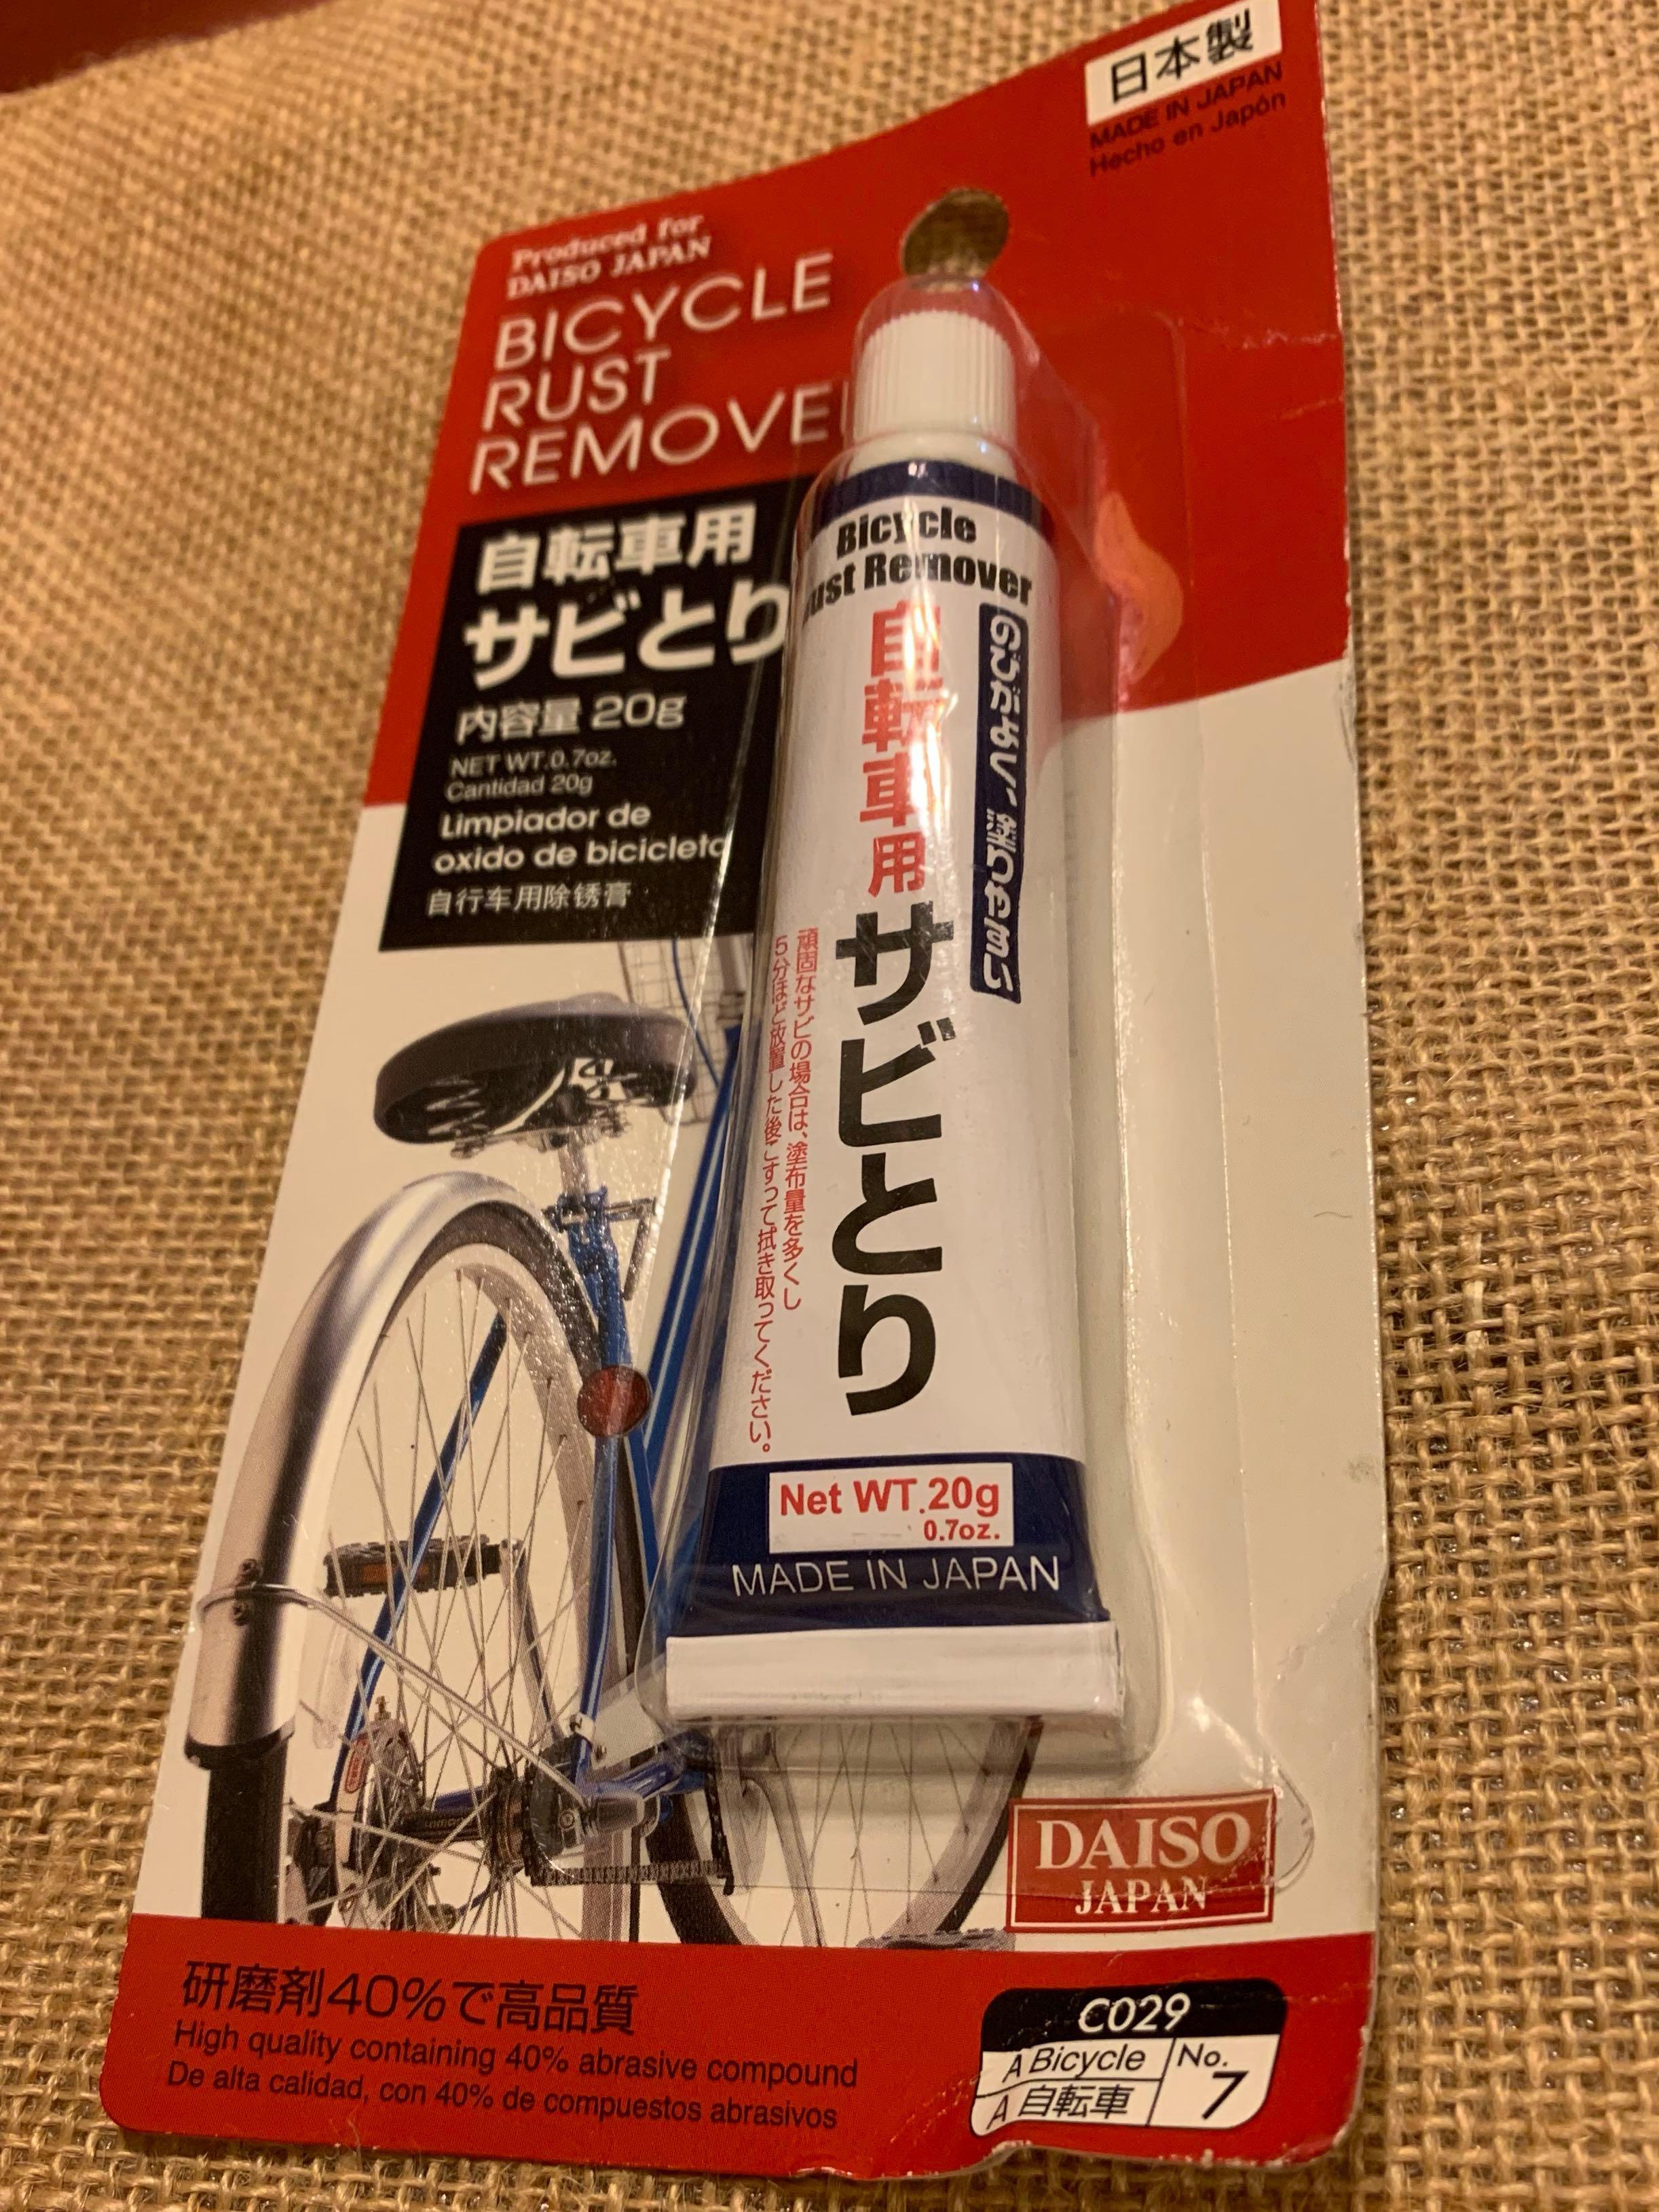 日本製
MADE IN JAPAN
Hecho en Japón
Produced for
DAISO JAPAN
BICYCLE
RUST
REMOVE
自転車用
サビとり
内容量 20g
NET WT.0.7oz.
Cantidad 20g
Limpiador de
oxido de bicicleta
自行车用除锈膏
Bicycle
ust Remover
のびがよく、塗りやすい
自転車用サビとり
頑固なサビの場合は、塗布量を多くし
5分ほど放置した後こすって拭き取ってください。
Net WT.20g
0.7oz.
MADE IN JAPAN
DAISO
JAPAN
研磨剤40%で高品質
High quality containing 40% abrasive compound
De alta calidad, con 40% de compuestos abrasivos
C029
A Bicycle
A 自転車
No.
7